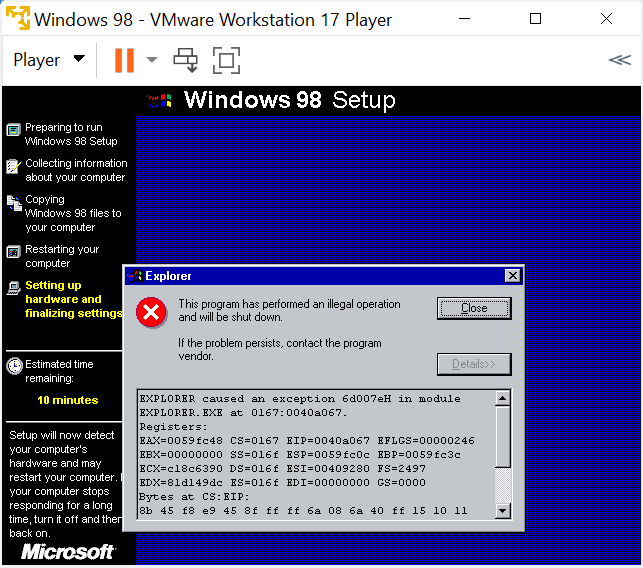 Windows 98 - VMware Workstation 17 Player
Player
Windows 98 Setup
Preparing to run
Windows 98 Setup
Collecting information
about your computer
Copying
Windows 98 files to
your computer
Restarting your
computer
Setting up
hardware and
finalizing settings
Estimated time
remaining:
10 minutes
Setup will now detect
your computer's
hardware and may
restart your computer.
your computer stops
responding for a long
time, turn it off and then
back on.
Microsoft
Explorer
This program has performed an illegal operation
and will be shut down.
If the problem persists, contact the program
vendor.
Close
Details>>
EXPLORER caused an exception 6d007eH in module
EXPLORER.EXE at 0167:0040a067.
Registers:
EAX=0059fc48 CS=0167 EIP=0040a067 EFLGS=00000246
EBX=00000000 SS=016f ESP=0059fc0c EBP=0059fc3c
ECX=c18c6390 DS=016f ESI=00409280 FS=2497
EDX=81d149dc ES=016f EDI=00000000 GS=0000
Bytes at CS:EIP:
8b 45 f8 e9 45 8f ff ff 6a 08 6a 40 ff 15 10 11